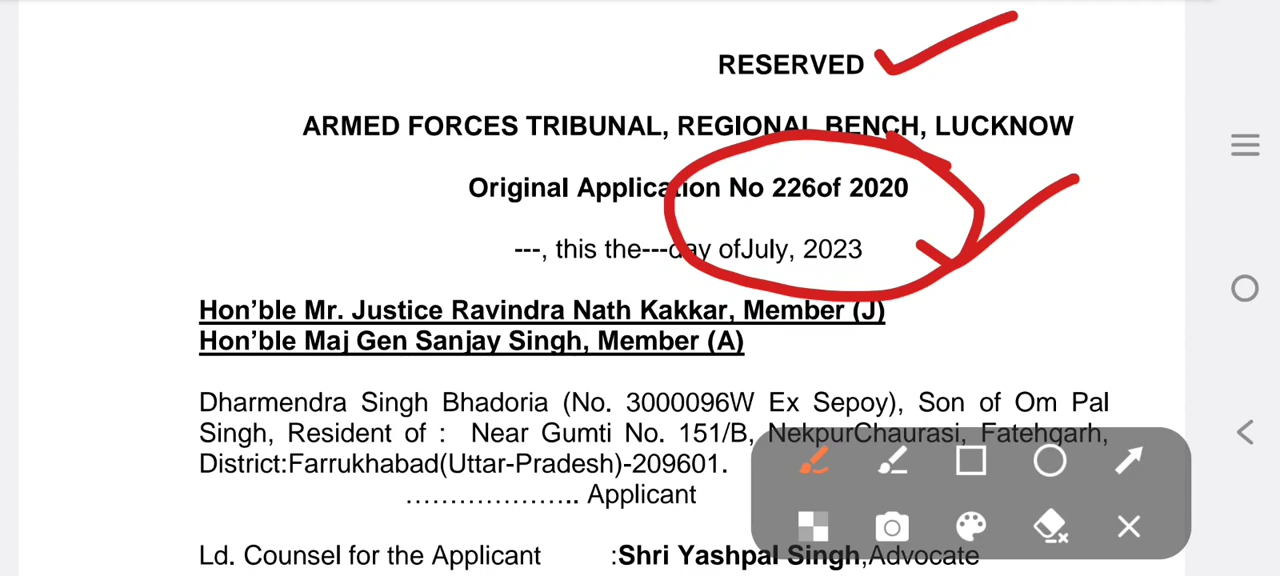 RESERVED
ARMED FORCES TRIBUNAL, REGIONAL BENCH, LUCKNOW
Original Application No 226of 2020
---, this the---day ofJuly, 2023
Hon’ble Mr. Justice Ravindra Nath Kakkar, Member (J)
Hon’ble Maj Gen Sanjay Singh, Member (A)
Dharmendra Singh Bhadoria (No. 3000096W Ex Sepoy), Son of Om Pal
Singh, Resident of : Near Gumti No. 151/B, NekpurChaurasi, Fatehgarh,
District:Farrukhabad(Uttar-Pradesh)-209601.
……………….. Applicant
Ld. Counsel for the Applicant :Shri Yashpal Singh,Advocate